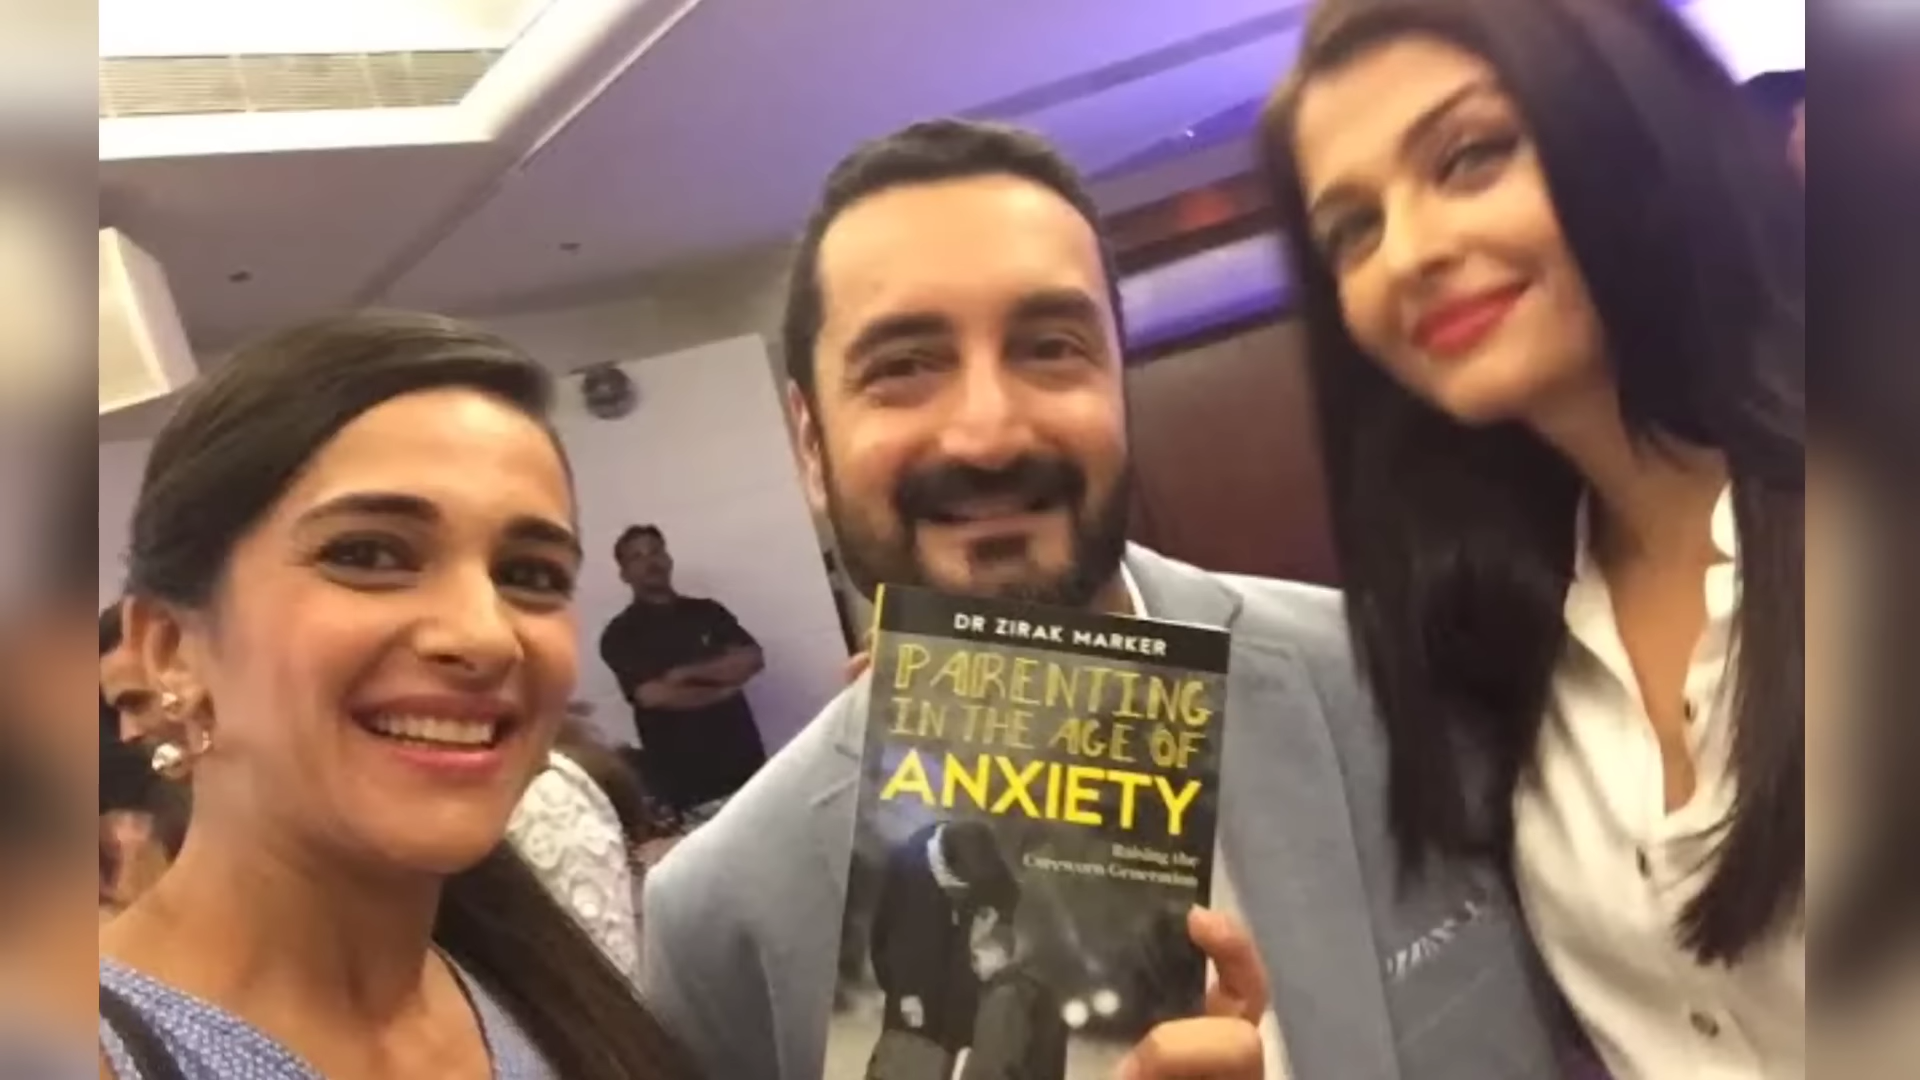 DR ZIRAK MARKER
PARENTING
IN THE AGE OF
ANXIETY
Raising the
Careworn Generation